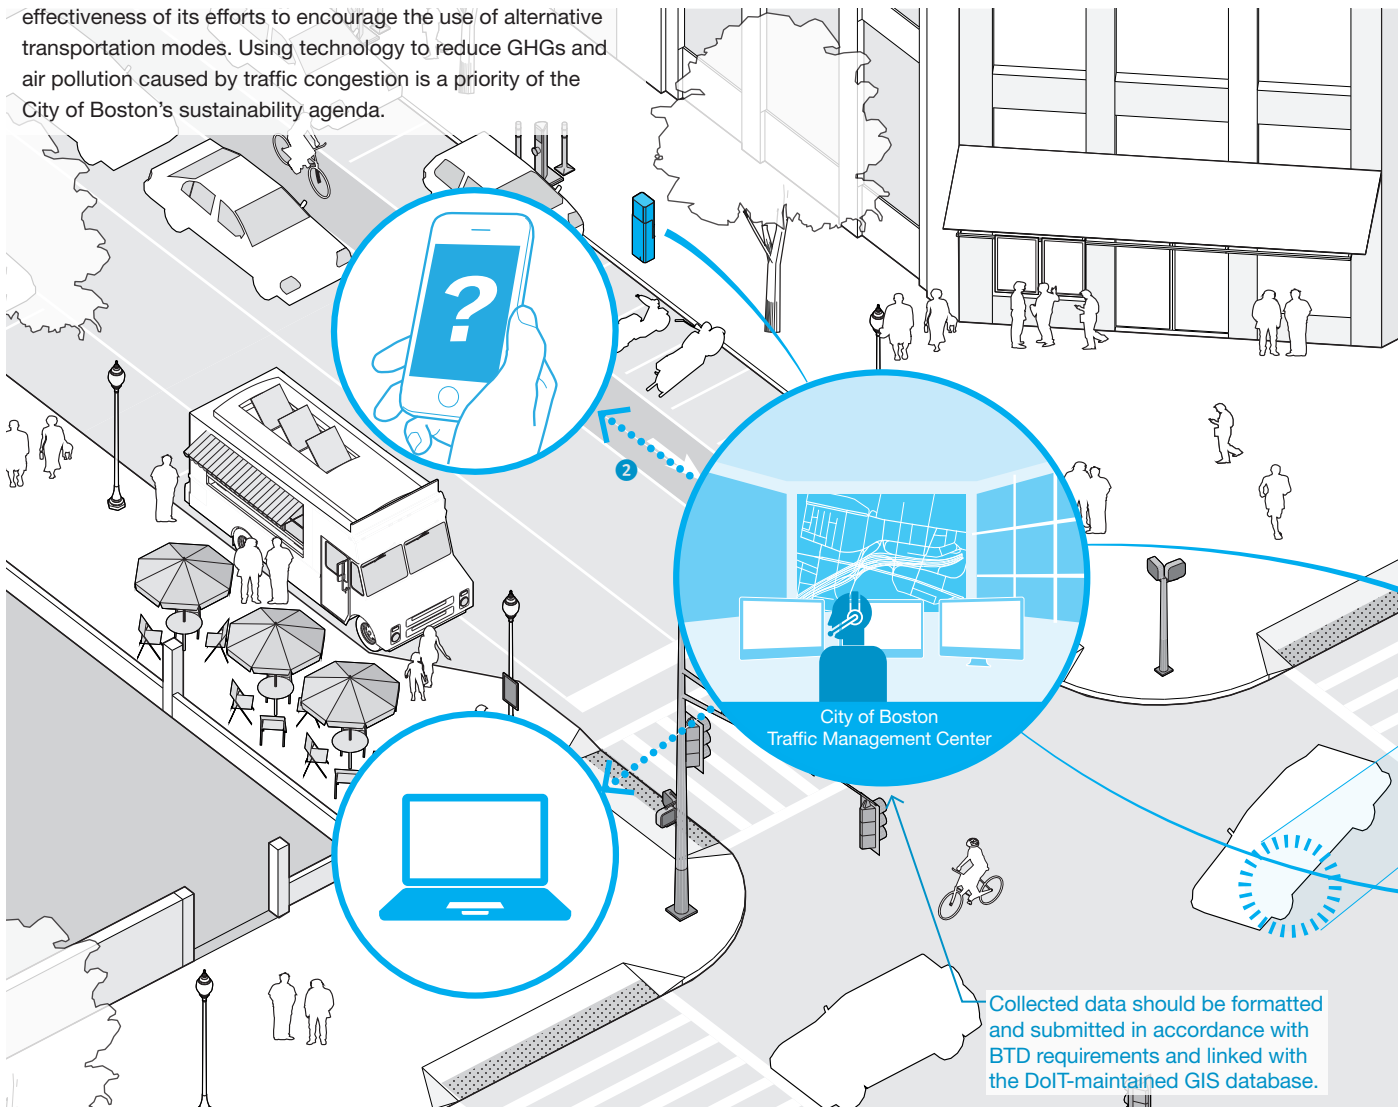 effectiveness of its efforts to encourage the use of alternative
transportation modes. Using technology to reduce GHGs and
air pollution caused by traffic congestion is a priority of the
City of Boston’s sustainability agenda.
?
2
City of Boston
Traffic Management Center
Collected data should be formatted
and submitted in accordance with
BTD requirements and linked with
the DoIT-maintained GIS database.